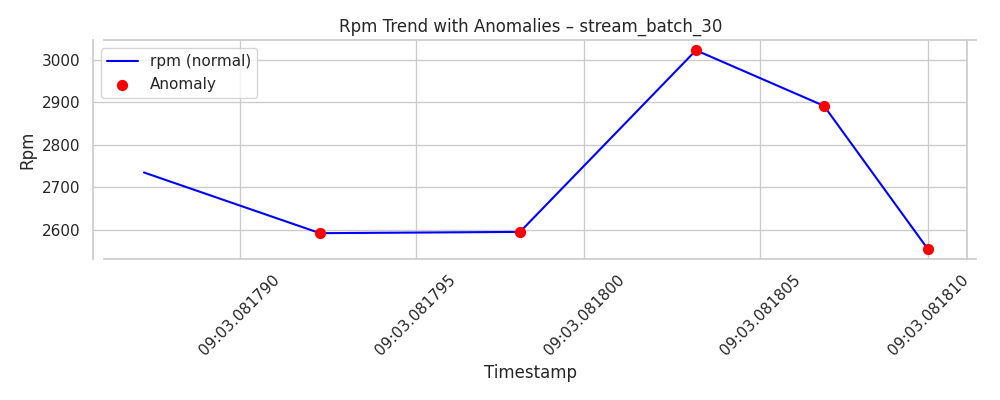 Rpm Trend with Anomalies – stream_batch_30
rpm (normal)
Anomaly
Rpm
3000
2900
2800
2700
2600
09:03.081790
09:03.081795
09:03.081800
09:03.081805
09:03.081810
Timestamp